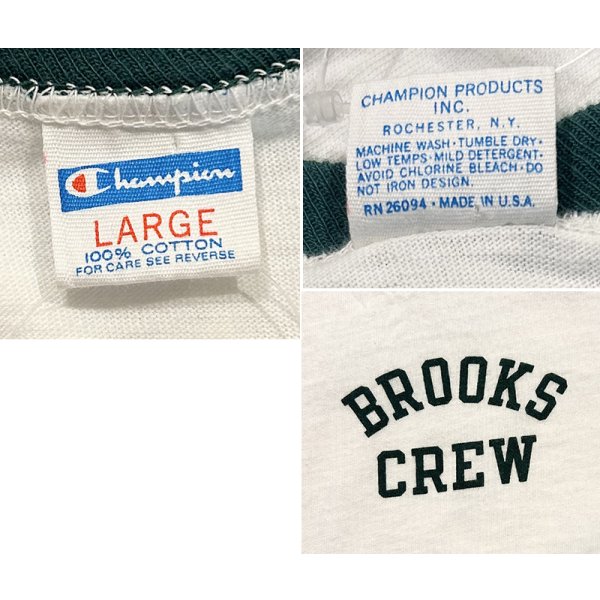 Champion
LARGE
100% COTTON
FOR CARE SEE REVERSE
CHAMPION PRODUCTS
INC.
ROCHESTER, N.Y.
MACHINE WASH · TUMBLE DRY ·
LOW TEMPS · MILD DETERGENT ·
AVOID CHLORINE BLEACH · DO
NOT IRON DESIGN.
RN 26094 · MADE IN U.S.A.
BROOKS
CREW